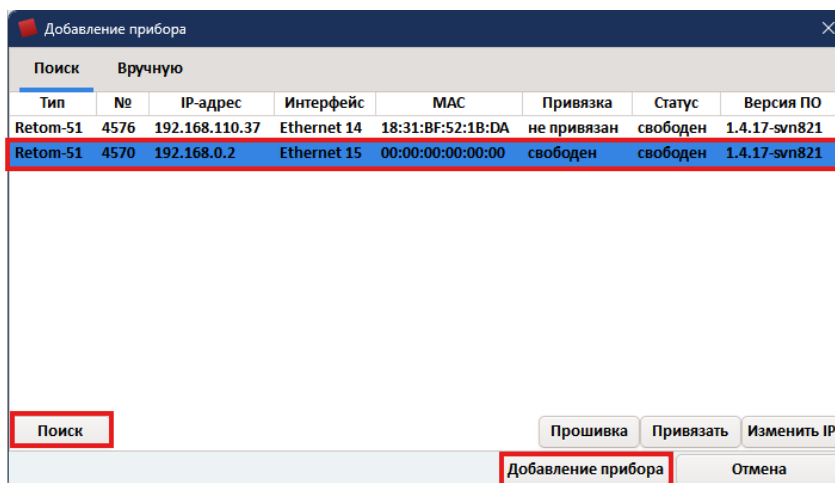 Добавление прибора
Поиск Вручную
Тип № IP-адрес Интерфейс MAC Привязка Статус Версия ПО
Retom-51 4576 192.168.110.37 Ethernet 14 18:31:BF:52:1B:DA не привязан свободен 1.4.17-svn821
Retom-51 4570 192.168.0.2 Ethernet 15 00:00:00:00:00:00 свободен свободен 1.4.17-svn821
Поиск Прошивка Привязать Изменить IP
Добавление прибора Отмена